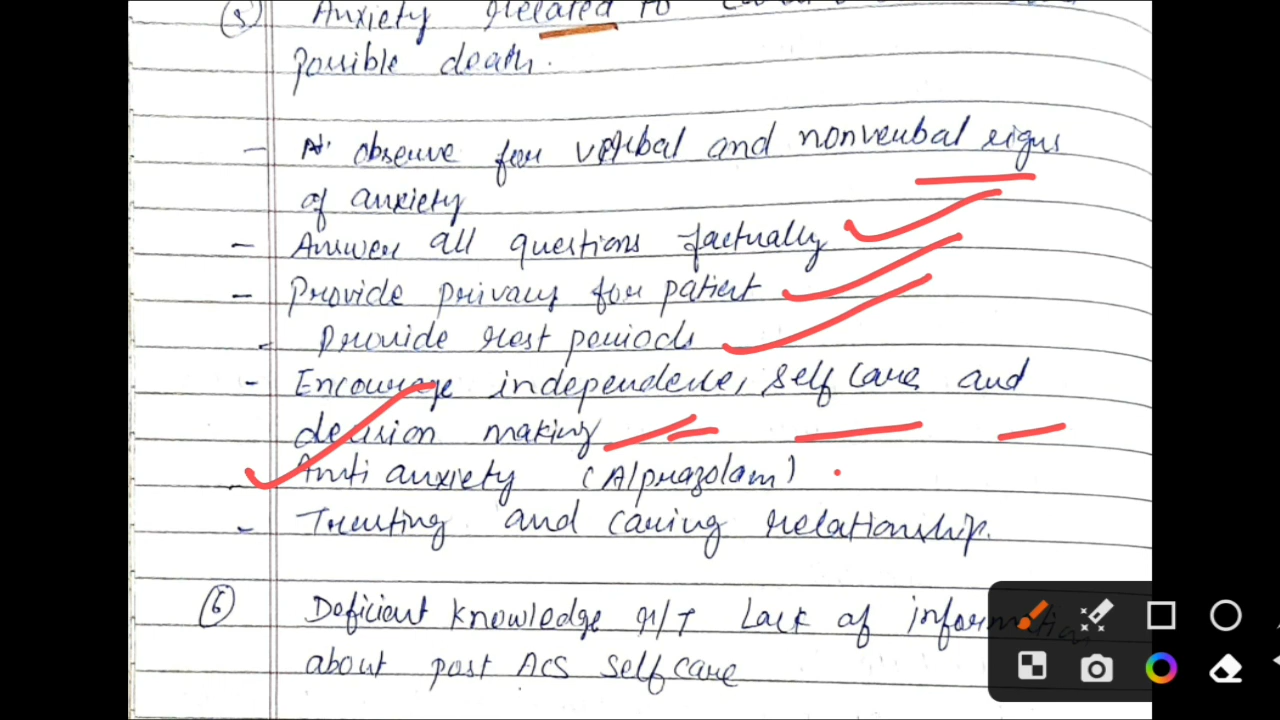 (5) Anxiety related to
possible death.
- A. observe for verbal and nonverbal signs
of anxiety
- Answer all questions factually
- Provide privacy for patient
- Provide rest periods
- Encourage independence, self care and
decision making
- Anti anxiety (Alprazolam)
- Trusting and caring relationship.
(6) Deficient knowledge r/T Lack of information
about post ACS self care